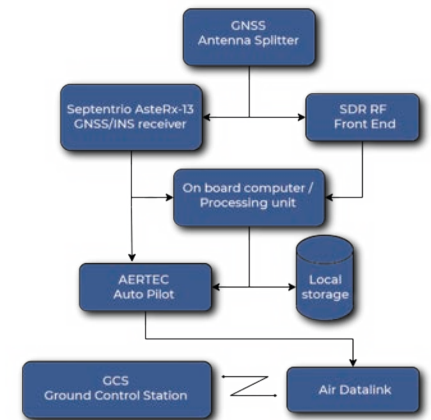 GNSS
Antenna Splitter
Septentrio AsteRx-13
GNSS/INS receiver
SDR RF
Front End
On board computer /
Processing unit
AERTEC
Auto Pilot
Local
storage
GCS
Ground Control Station
Air Datalink